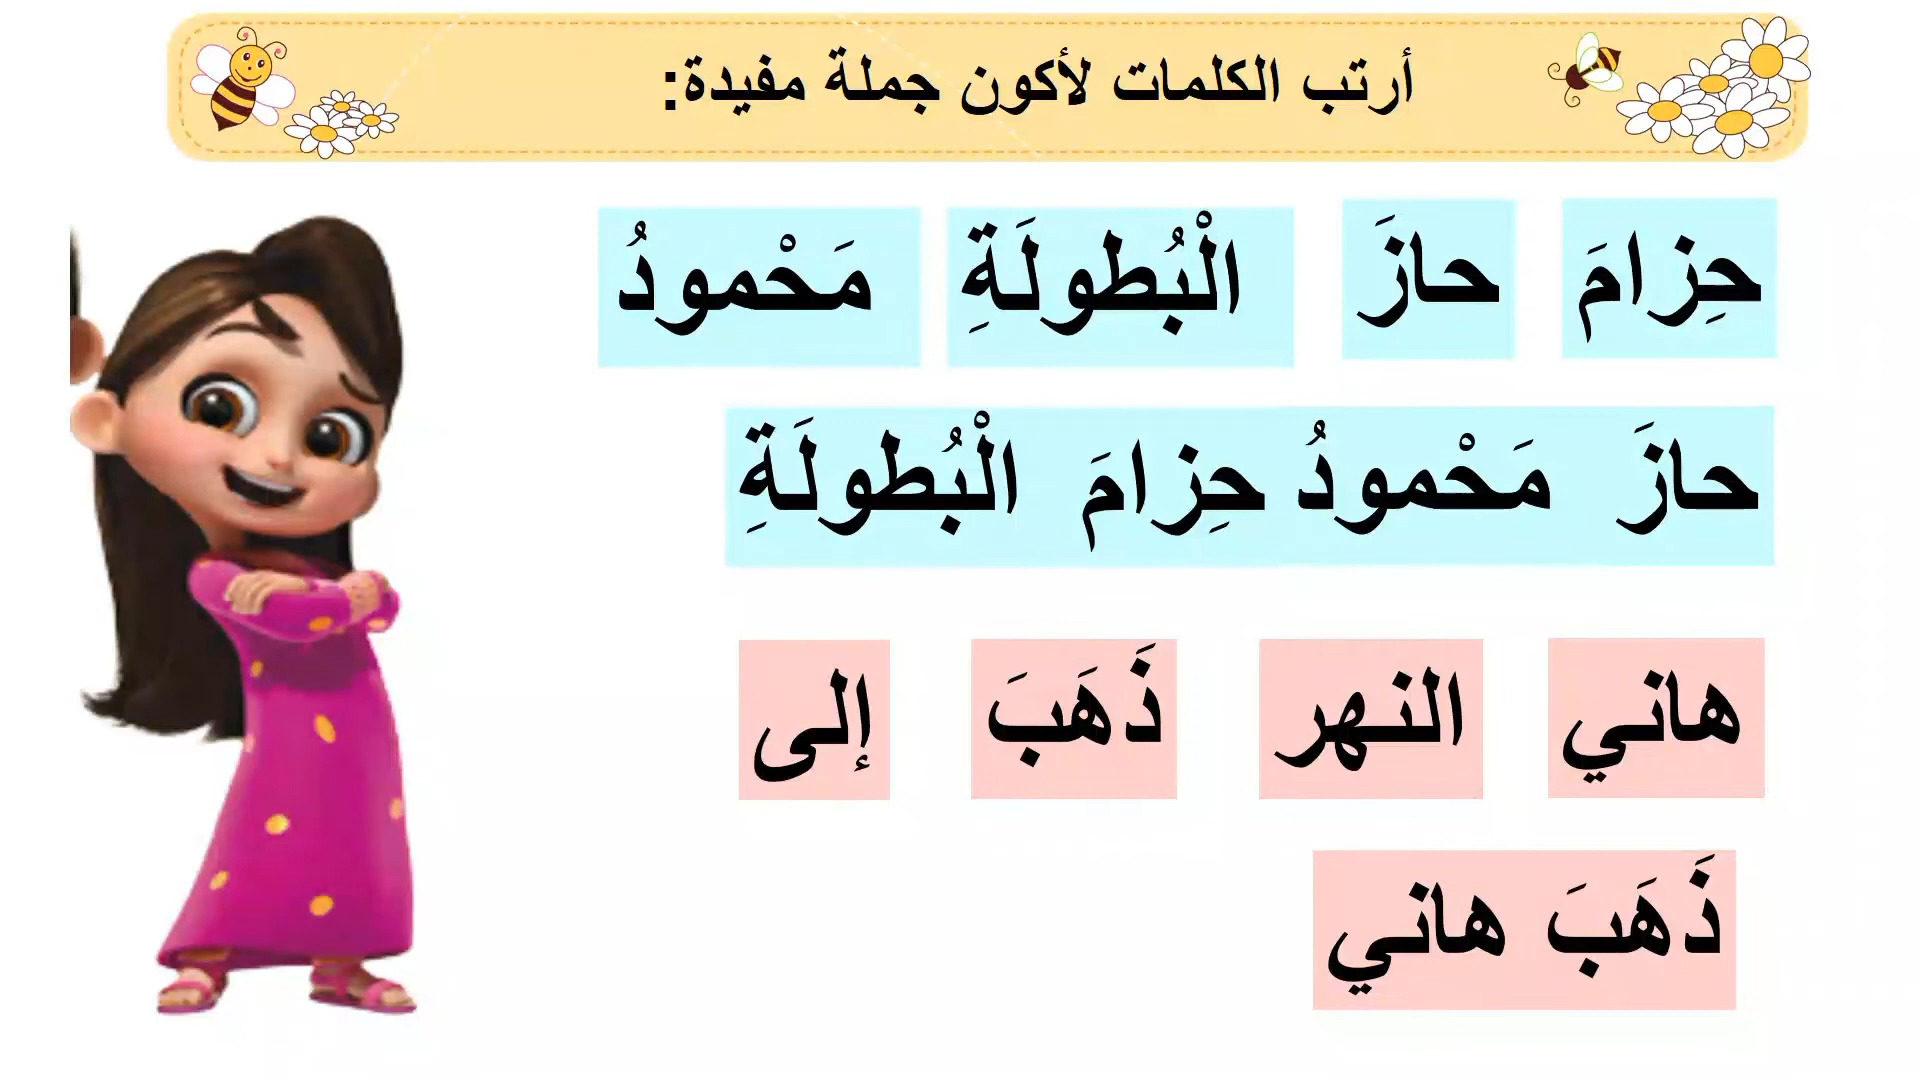 أرتب الكلمات لأكون جملة مفيدة:
حِزامَ حازَ الْبُطولَةِ مَحْمودُ
حازَ مَحْمودُ حِزامَ الْبُطولَةِ
هاني النهر ذَهَبَ إلى
ذَهَبَ هاني